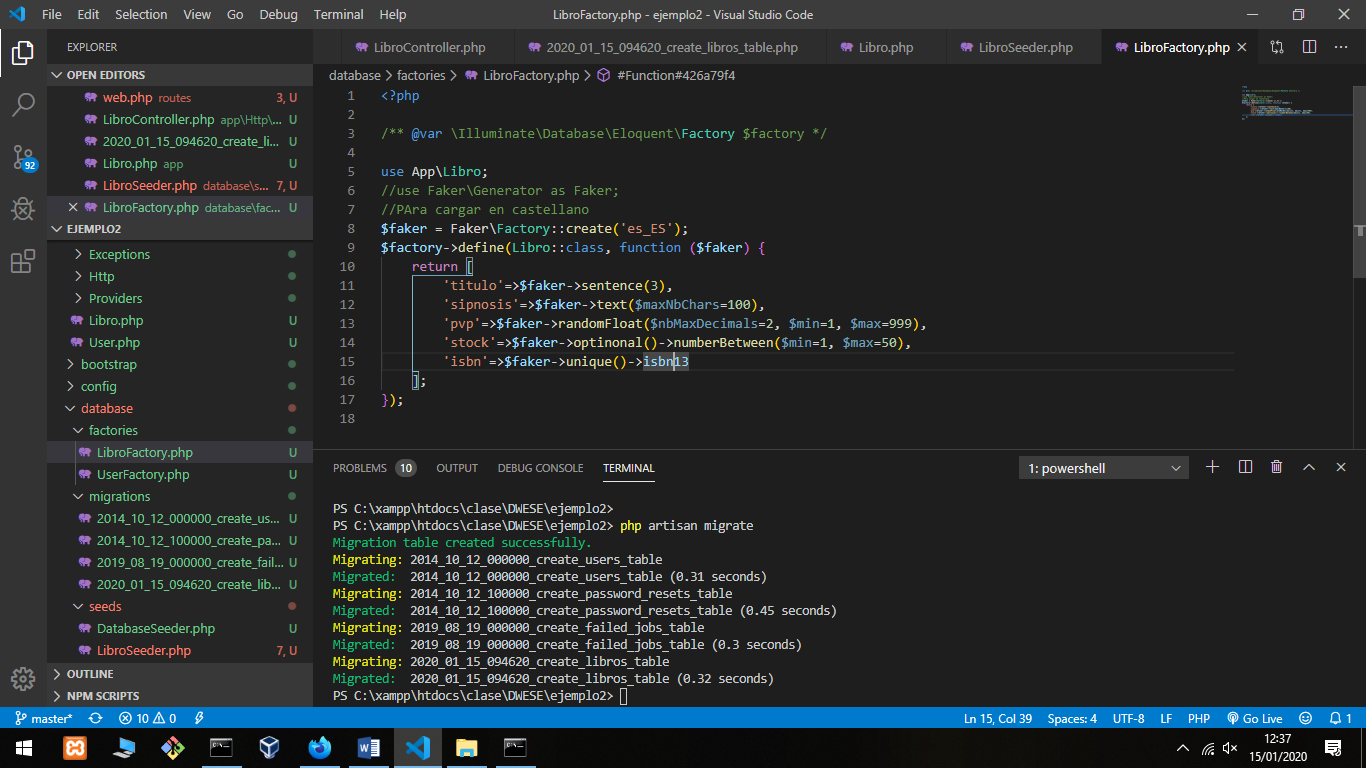 File Edit Selection View Go Debug Terminal Help LibroFactory.php - ejemplo2 - Visual Studio Code
EXPLORER
OPEN EDITORS
web.php routes 3, U
LibroController.php app\Http\...
2020_01_15_094620_create_li...
Libro.php app U
LibroSeeder.php database\s... 7, U
LibroFactory.php database\fac... U
EJEMPLO2
Exceptions
Http
Providers
Libro.php U
User.php U
bootstrap
config
database
factories
LibroFactory.php U
UserFactory.php U
migrations
2014_10_12_000000_create_us... U
2014_10_12_100000_create_pa... U
2019_08_19_000000_create_fail... U
2020_01_15_094620_create_lib... U
seeds
DatabaseSeeder.php U
LibroSeeder.php 7, U
OUTLINE
NPM SCRIPTS
92
LibroController.php 2020_01_15_094620_create_libros_table.php Libro.php LibroSeeder.php LibroFactory.php
database > factories > LibroFactory.php > #Function#426a79f4
1 <?php
2
3 /** @var \Illuminate\Database\Eloquent\Factory $factory */
4
5 use App\Libro;
6 //use Faker\Generator as Faker;
7 //PAra cargar en castellano
8 $faker = Faker\Factory::create('es_ES');
9 $factory->define(Libro::class, function ($faker) {
10 return [
11 'titulo'=>$faker->sentence(3),
12 'sipnosis'=>$faker->text($maxNbChars=100),
13 'pvp'=>$faker->randomFloat($nbMaxDecimals=2, $min=1, $max=999),
14 'stock'=>$faker->optinonal()->numberBetween($min=1, $max=50),
15 'isbn'=>$faker->unique()->isbn13
16 ];
17 });
18
PROBLEMS 10 OUTPUT DEBUG CONSOLE TERMINAL 1: powershell
PS C:\xampp\htdocs\clase\DWESE\ejemplo2>
PS C:\xampp\htdocs\clase\DWESE\ejemplo2> php artisan migrate
Migration table created successfully.
Migrating: 2014_10_12_000000_create_users_table
Migrated: 2014_10_12_000000_create_users_table (0.31 seconds)
Migrating: 2014_10_12_100000_create_password_resets_table
Migrated: 2014_10_12_100000_create_password_resets_table (0.45 seconds)
Migrating: 2019_08_19_000000_create_failed_jobs_table
Migrated: 2019_08_19_000000_create_failed_jobs_table (0.3 seconds)
Migrating: 2020_01_15_094620_create_libros_table
Migrated: 2020_01_15_094620_create_libros_table (0.32 seconds)
PS C:\xampp\htdocs\clase\DWESE\ejemplo2>
master* 10 0 Ln 15, Col 39 Spaces: 4 UTF-8 LF PHP Go Live 1
12:37
15/01/2020